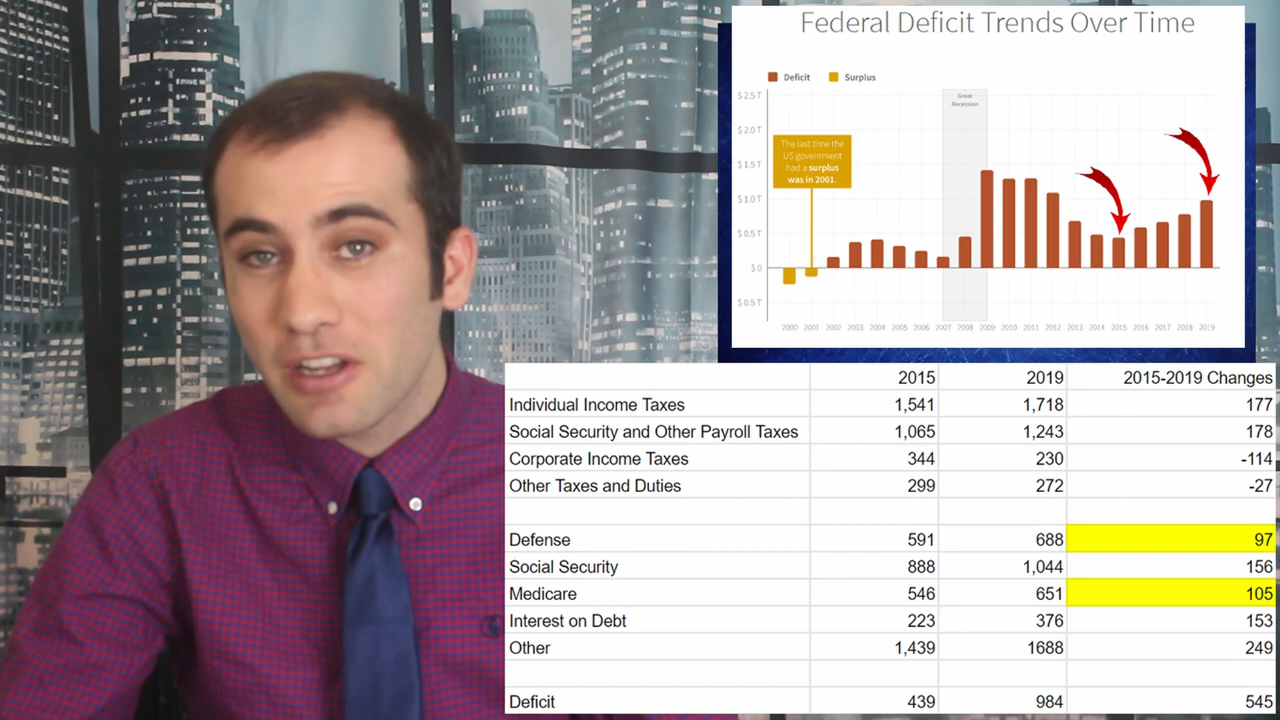 Federal Deficit Trends Over Time
Deficit Surplus
$2.5T
$2.0T
$1.5T
$1.0T
$0.5T
$0
$0.5T
Great
Recession
The last time the
US government
had a surplus
was in 2001.
2000 2001 2002 2003 2004 2005 2006 2007 2008 2009 2010 2011 2012 2013 2014 2015 2016 2017 2018 2019
2015 2019 2015-2019 Changes
Individual Income Taxes 1,541 1,718 177
Social Security and Other Payroll Taxes 1,065 1,243 178
Corporate Income Taxes 344 230 -114
Other Taxes and Duties 299 272 -27
Defense 591 688 97
Social Security 888 1,044 156
Medicare 546 651 105
Interest on Debt 223 376 153
Other 1,439 1688 249
Deficit 439 984 545